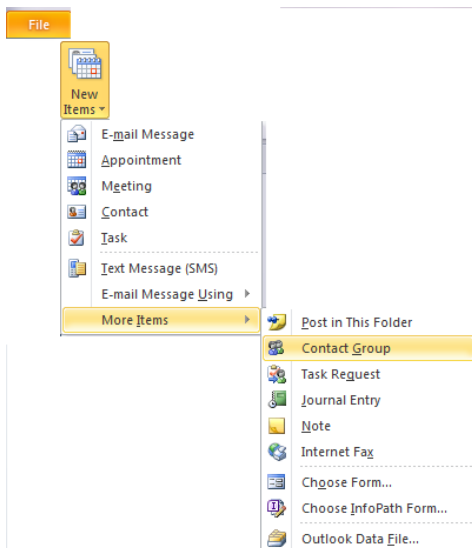 File
New
Items
E-mail Message
Appointment
Meeting
Contact
Task
Text Message (SMS)
E-mail Message Using
More Items
Post in This Folder
Contact Group
Task Request
Journal Entry
Note
Internet Fax
Choose Form...
Choose InfoPath Form...
Outlook Data File...